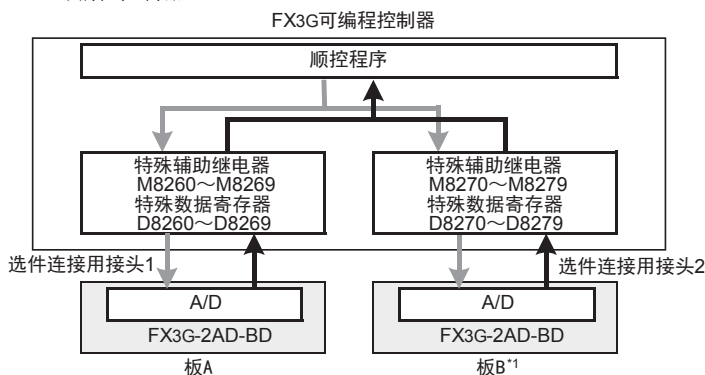 FX3G可编程控制器
顺控程序
特殊辅助继电器
M8260～M8269
特殊数据寄存器
D8260～D8269
特殊辅助继电器
M8270～M8279
特殊数据寄存器
D8270～D8279
选件连接用接头1
选件连接用接头2
A/D
FX3G-2AD-BD
板A
A/D
FX3G-2AD-BD
板B*1